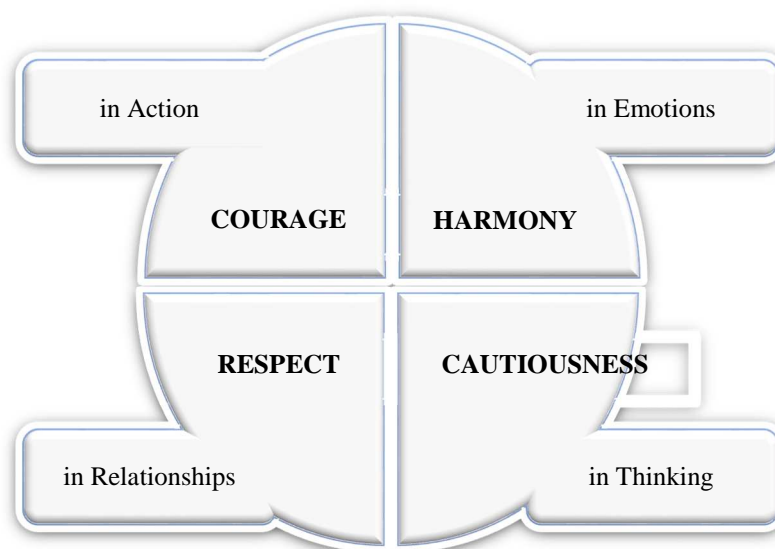 in Action
in Emotions
COURAGE
HARMONY
RESPECT
CAUTIOUSNESS
in Relationships
in Thinking